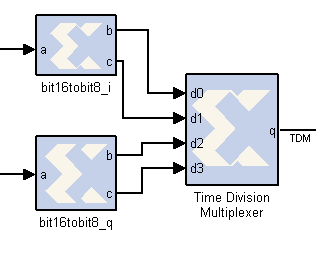 a
b
c
bit16tobit8_i
d0
d1
d2
d3
q
TDM
Time Division
Multiplexer
a
b
c
bit16tobit8_q